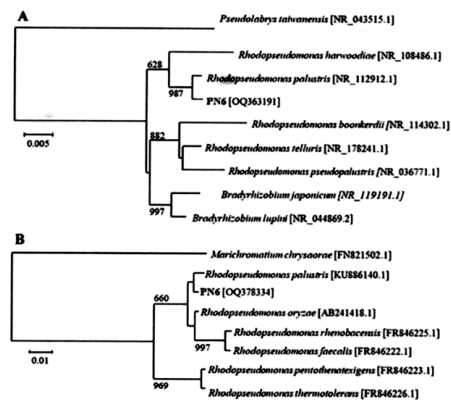 A
Pseudolabrys taiwanensis [NR_043515.1]
Rhodopseudomonas harwoodiae [NR_108486.1]
628
Rhodopseudomonas palustris [NR_112912.1]
987
PN6 [OQ363191]
0.005
Rhodopseudomonas boonkerdii [NR_114302.1]
882
Rhodopseudomonas telluris [NR_178241.1]
Rhodopseudomonas pseudopalustris [NR_036771.1]
Bradyrhizobium japonicum [NR_119191.1]
997
Bradyrhizobium lupini [NR_044869.2]
B
Marichromatium chrysaorae [FN821502.1]
Rhodopseudomonas palustris [KU886140.1]
660
PN6 [OQ378334]
Rhodopseudomonas oryzae [AB241418.1]
Rhodopseudomonas rhenobacensis [FR846225.1]
997
Rhodopseudomonas faecalis [FR846222.1]
0.01
Rhodopseudomonas pentothenatexigens [FR846223.1]
969
Rhodopseudomonas thermotolerans [FR846226.1]